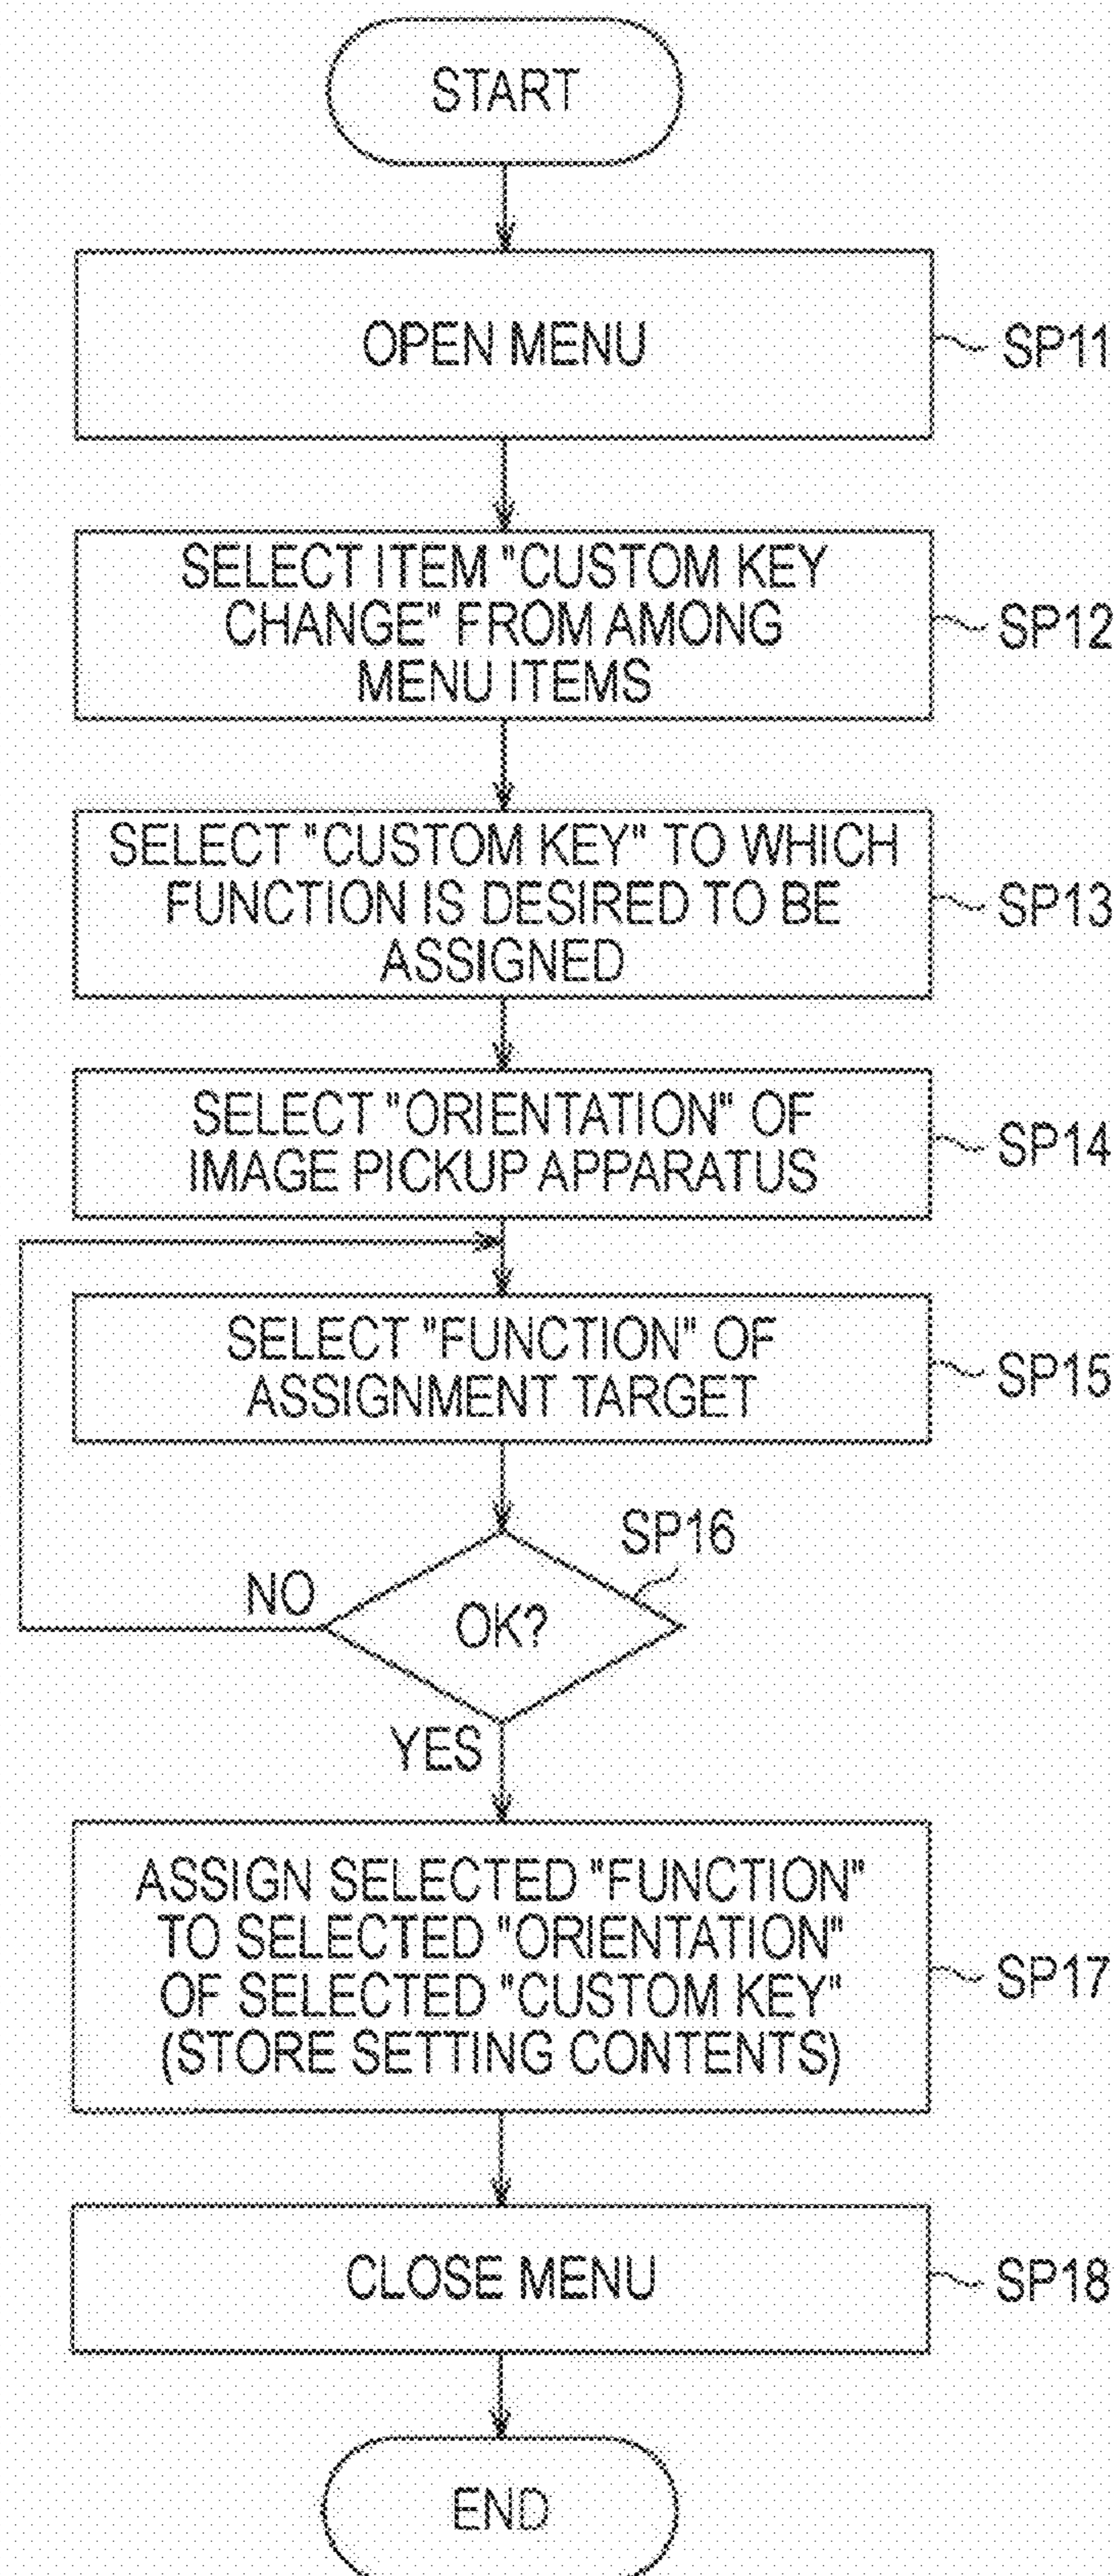 START
OPEN MENU
SP11
SELECT ITEM "CUSTOM KEY
CHANGE" FROM AMONG
MENU ITEMS
SP12
SELECT "CUSTOM KEY" TO WHICH
FUNCTION IS DESIRED TO BE
ASSIGNED
SP13
SELECT "ORIENTATION" OF
IMAGE PICKUP APPARATUS
SP14
SELECT "FUNCTION" OF
ASSIGNMENT TARGET
SP15
SP16
NO
OK?
YES
ASSIGN SELECTED "FUNCTION"
TO SELECTED "ORIENTATION"
OF SELECTED "CUSTOM KEY"
(STORE SETTING CONTENTS)
SP17
CLOSE MENU
SP18
END